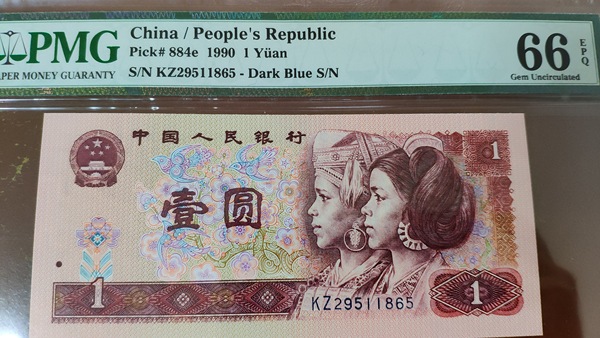 PMG
PAPER MONEY GUARANTY
China / People's Republic
Pick# 884e 1990 1 Yüan
S/N KZ29511865 - Dark Blue S/N
66 EPQ
Gem Uncirculated
中国人民银行
1
壹圆
1
KZ29511865
1